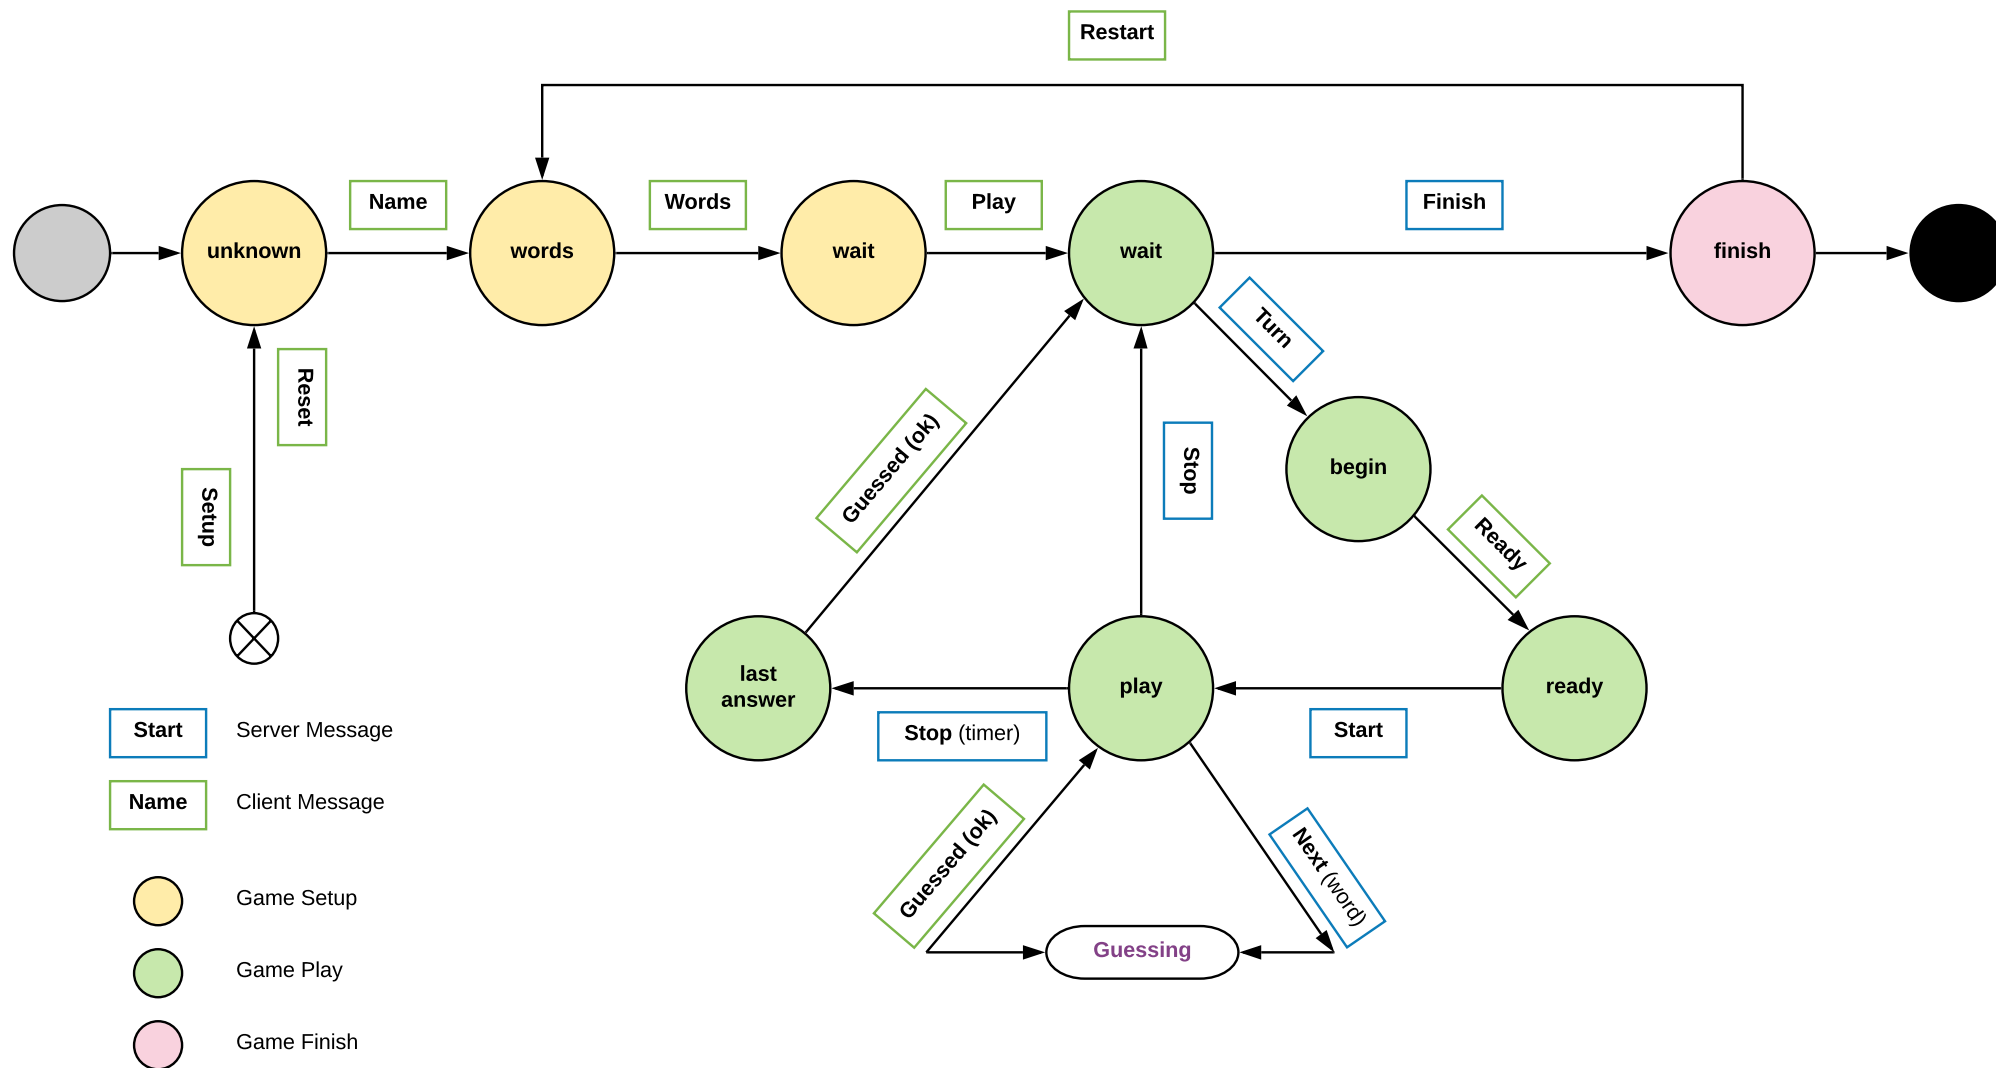 Restart
Name
Words
Play
Finish
unknown
words
wait
wait
finish
Turn
Reset
Setup
Guessed (ok)
Stop
begin
Ready
last
answer
play
ready
Stop (timer)
Start
Guessed (ok)
Next (word)
Guessing
Start
Server Message
Name
Client Message
Game Setup
Game Play
Game Finish